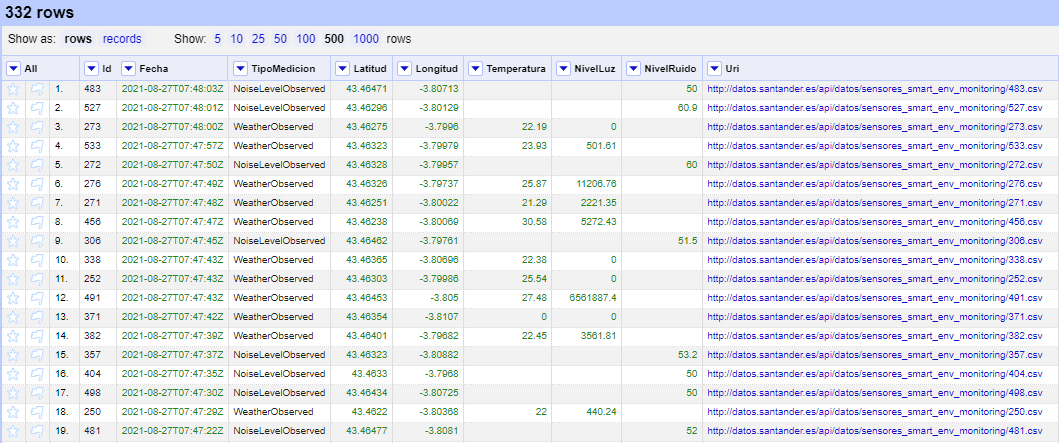 332 rows
Show as: rows records Show: 5 10 25 50 100 500 1000 rows
All Id Fecha TipoMedicion Latitud Longitud Temperatura NivelLuz NivelRuido Uri
1. 483 2021-08-27T07:48:03Z NoiseLevelObserved 43.46471 -3.80713 50 http://datos.santander.es/api/datos/sensores_smart_env_monitoring/483.csv
2. 527 2021-08-27T07:48:01Z NoiseLevelObserved 43.46296 -3.80129 60.9 http://datos.santander.es/api/datos/sensores_smart_env_monitoring/527.csv
3. 273 2021-08-27T07:48:00Z WeatherObserved 43.46275 -3.7996 22.19 0 http://datos.santander.es/api/datos/sensores_smart_env_monitoring/273.csv
4. 533 2021-08-27T07:47:57Z WeatherObserved 43.46323 -3.79979 23.93 501.61 http://datos.santander.es/api/datos/sensores_smart_env_monitoring/533.csv
5. 272 2021-08-27T07:47:50Z NoiseLevelObserved 43.46328 -3.79957 60 http://datos.santander.es/api/datos/sensores_smart_env_monitoring/272.csv
6. 276 2021-08-27T07:47:49Z WeatherObserved 43.46326 -3.79737 25.87 11206.76 http://datos.santander.es/api/datos/sensores_smart_env_monitoring/276.csv
7. 271 2021-08-27T07:47:48Z WeatherObserved 43.46251 -3.80022 21.29 2221.35 http://datos.santander.es/api/datos/sensores_smart_env_monitoring/271.csv
8. 456 2021-08-27T07:47:47Z WeatherObserved 43.46238 -3.80069 30.58 5272.43 http://datos.santander.es/api/datos/sensores_smart_env_monitoring/456.csv
9. 306 2021-08-27T07:47:45Z NoiseLevelObserved 43.46462 -3.79761 51.5 http://datos.santander.es/api/datos/sensores_smart_env_monitoring/306.csv
10. 338 2021-08-27T07:47:43Z WeatherObserved 43.46365 -3.80696 22.38 0 http://datos.santander.es/api/datos/sensores_smart_env_monitoring/338.csv
11. 252 2021-08-27T07:47:43Z WeatherObserved 43.46303 -3.79986 25.54 0 http://datos.santander.es/api/datos/sensores_smart_env_monitoring/252.csv
12. 491 2021-08-27T07:47:43Z WeatherObserved 43.46453 -3.805 27.48 6561887.4 http://datos.santander.es/api/datos/sensores_smart_env_monitoring/491.csv
13. 371 2021-08-27T07:47:42Z WeatherObserved 43.46354 -3.8107 0 0 http://datos.santander.es/api/datos/sensores_smart_env_monitoring/371.csv
14. 382 2021-08-27T07:47:39Z WeatherObserved 43.46401 -3.79682 22.45 3561.81 http://datos.santander.es/api/datos/sensores_smart_env_monitoring/382.csv
15. 357 2021-08-27T07:47:37Z NoiseLevelObserved 43.46323 -3.80882 53.2 http://datos.santander.es/api/datos/sensores_smart_env_monitoring/357.csv
16. 404 2021-08-27T07:47:35Z NoiseLevelObserved 43.4633 -3.7968 50 http://datos.santander.es/api/datos/sensores_smart_env_monitoring/404.csv
17. 498 2021-08-27T07:47:30Z NoiseLevelObserved 43.46434 -3.80725 50 http://datos.santander.es/api/datos/sensores_smart_env_monitoring/498.csv
18. 250 2021-08-27T07:47:29Z WeatherObserved 43.4622 -3.80368 22 440.24 http://datos.santander.es/api/datos/sensores_smart_env_monitoring/250.csv
19. 481 2021-08-27T07:47:22Z NoiseLevelObserved 43.46477 -3.8081 52 http://datos.santander.es/api/datos/sensores_smart_env_monitoring/481.csv